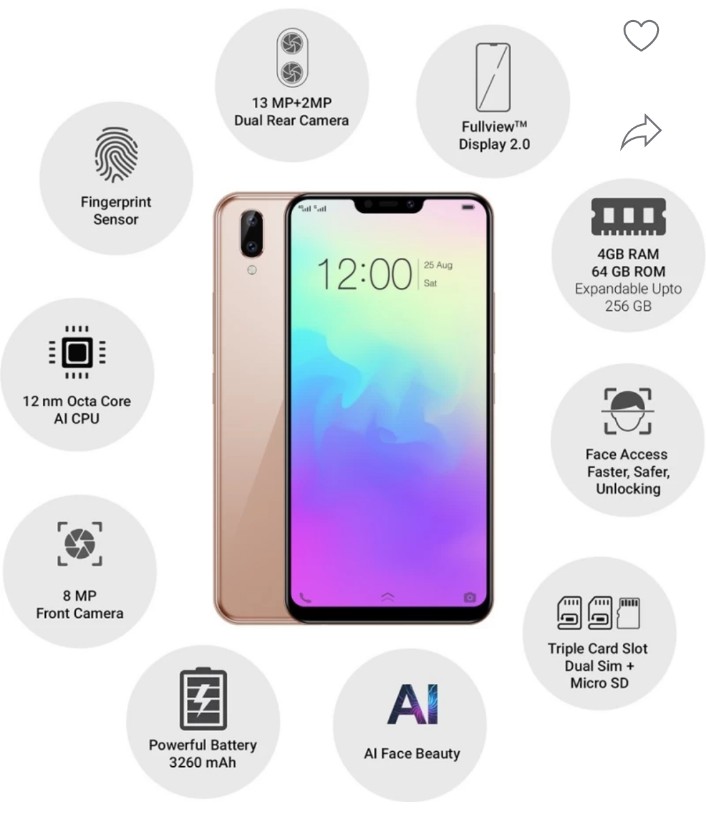 13 MP+2MP
Dual Rear Camera
Fullview™
Display 2.0
Fingerprint
Sensor
4GB RAM
64 GB ROM
Expandable Upto
256 GB
12:00
25 Aug
Sat
12 nm Octa Core
AI CPU
Face Access
Faster, Safer,
Unlocking
8 MP
Front Camera
Triple Card Slot
Dual Sim +
Micro SD
Powerful Battery
3260 mAh
AI
AI Face Beauty